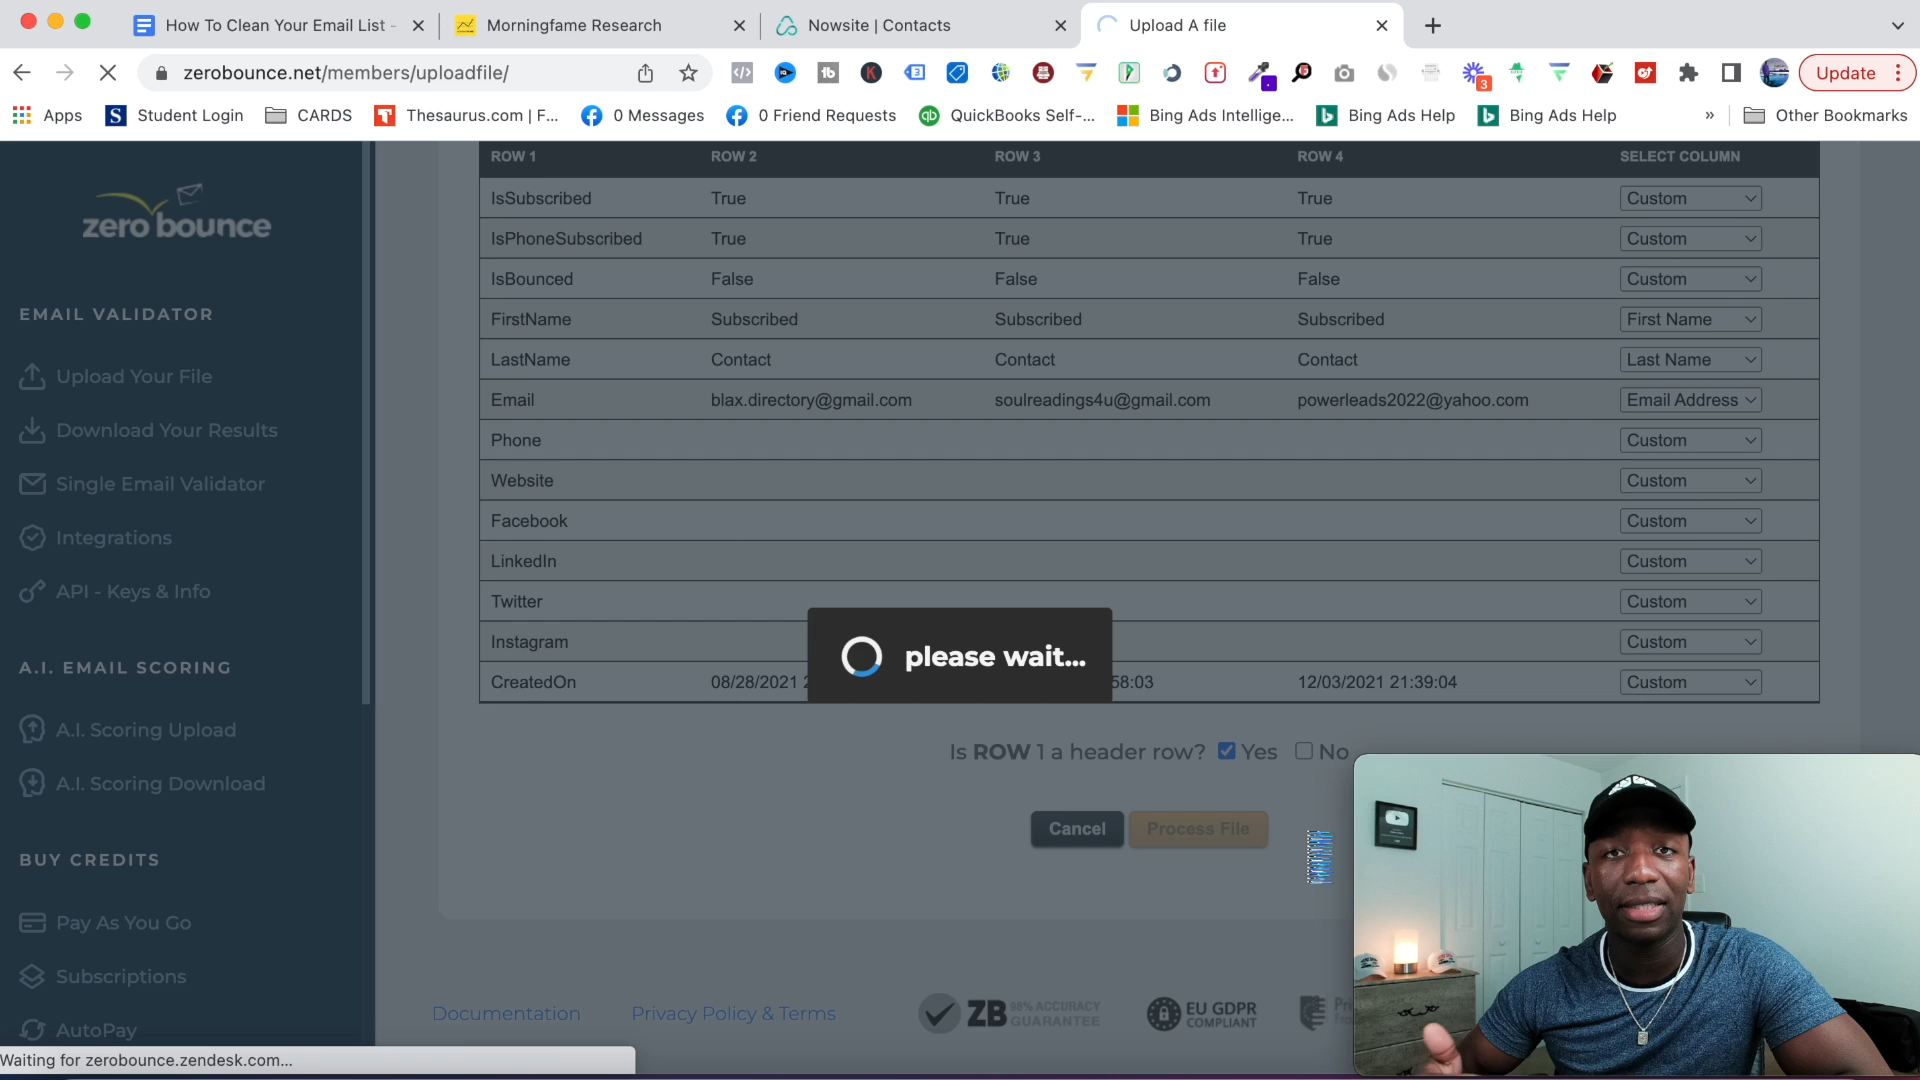 How To Clean Your Email List -
Morningfame Research
Nowsite | Contacts
Upload A file
zerobounce.net/members/uploadfile/
3
3
Update
Apps
Student Login
CARDS
Thesaurus.com | F...
0 Messages
0 Friend Requests
QuickBooks Self-...
Bing Ads Intellige...
Bing Ads Help
Bing Ads Help
»
Other Bookmarks
zero bounce
EMAIL VALIDATOR
Upload Your File
Download Your Results
Single Email Validator
Integrations
API - Keys & Info
A.I. EMAIL SCORING
A.I. Scoring Upload
A.I. Scoring Download
BUY CREDITS
Pay As You Go
Subscriptions
AutoPay
ROW 1 ROW 2 ROW 3 ROW 4 SELECT COLUMN
IsSubscribed True True True Custom
IsPhoneSubscribed True True True Custom
IsBounced False False False Custom
FirstName Subscribed Subscribed Subscribed First Name
LastName Contact Contact Contact Last Name
Email blax.directory@gmail.com soulreadings4u@gmail.com powerleads2022@yahoo.com Email Address
Phone Custom
Website Custom
Facebook Custom
LinkedIn Custom
Twitter Custom
Instagram Custom
CreatedOn 08/28/2021 58:03 12/03/2021 21:39:04 Custom
please wait...
Is ROW 1 a header row? Yes No
Cancel Process File
Documentation
Privacy Policy & Terms
ZB 98% ACCURACY GUARANTEE
EU GDPR COMPLIANT
Waiting for zerobounce.zendesk.com...